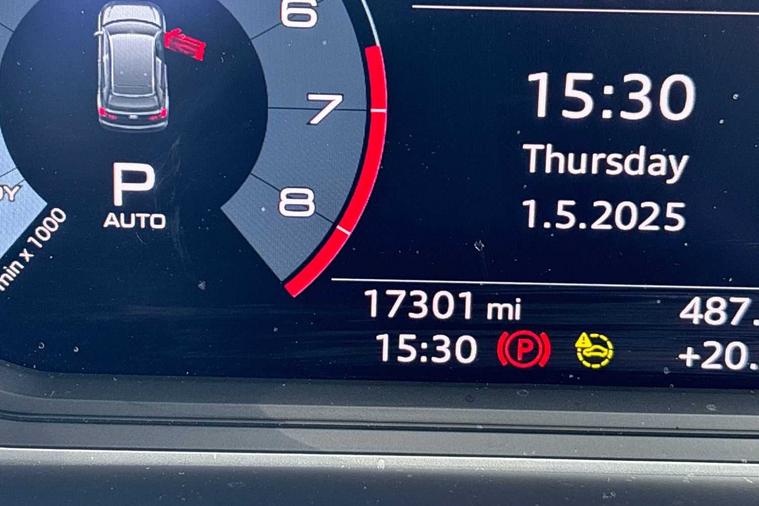 6
7
8
P
AUTO
min x 1000
15:30
Thursday
1.5.2025
17301 mi
487.
15:30
P
+20.